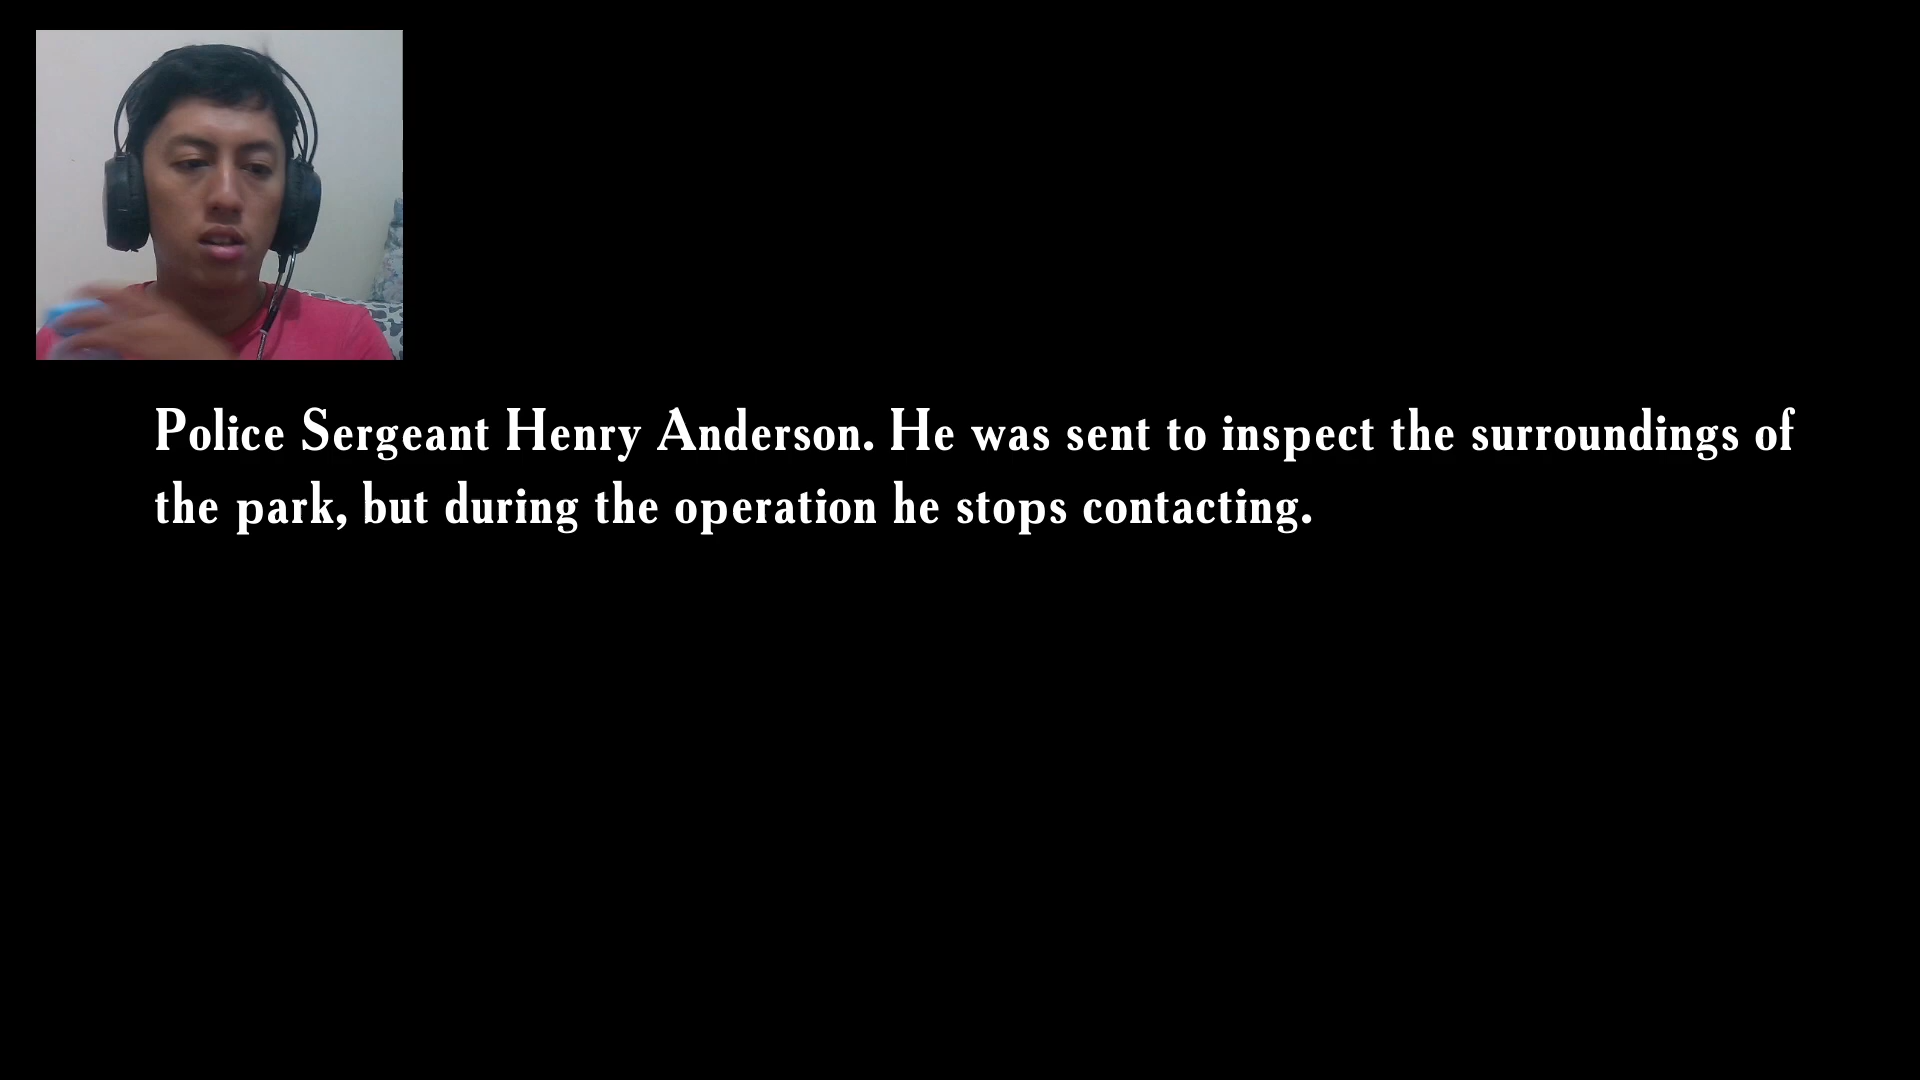 Police Sergeant Henry Anderson. He was sent to inspect the surroundings of
the park, but during the operation he stops contacting.